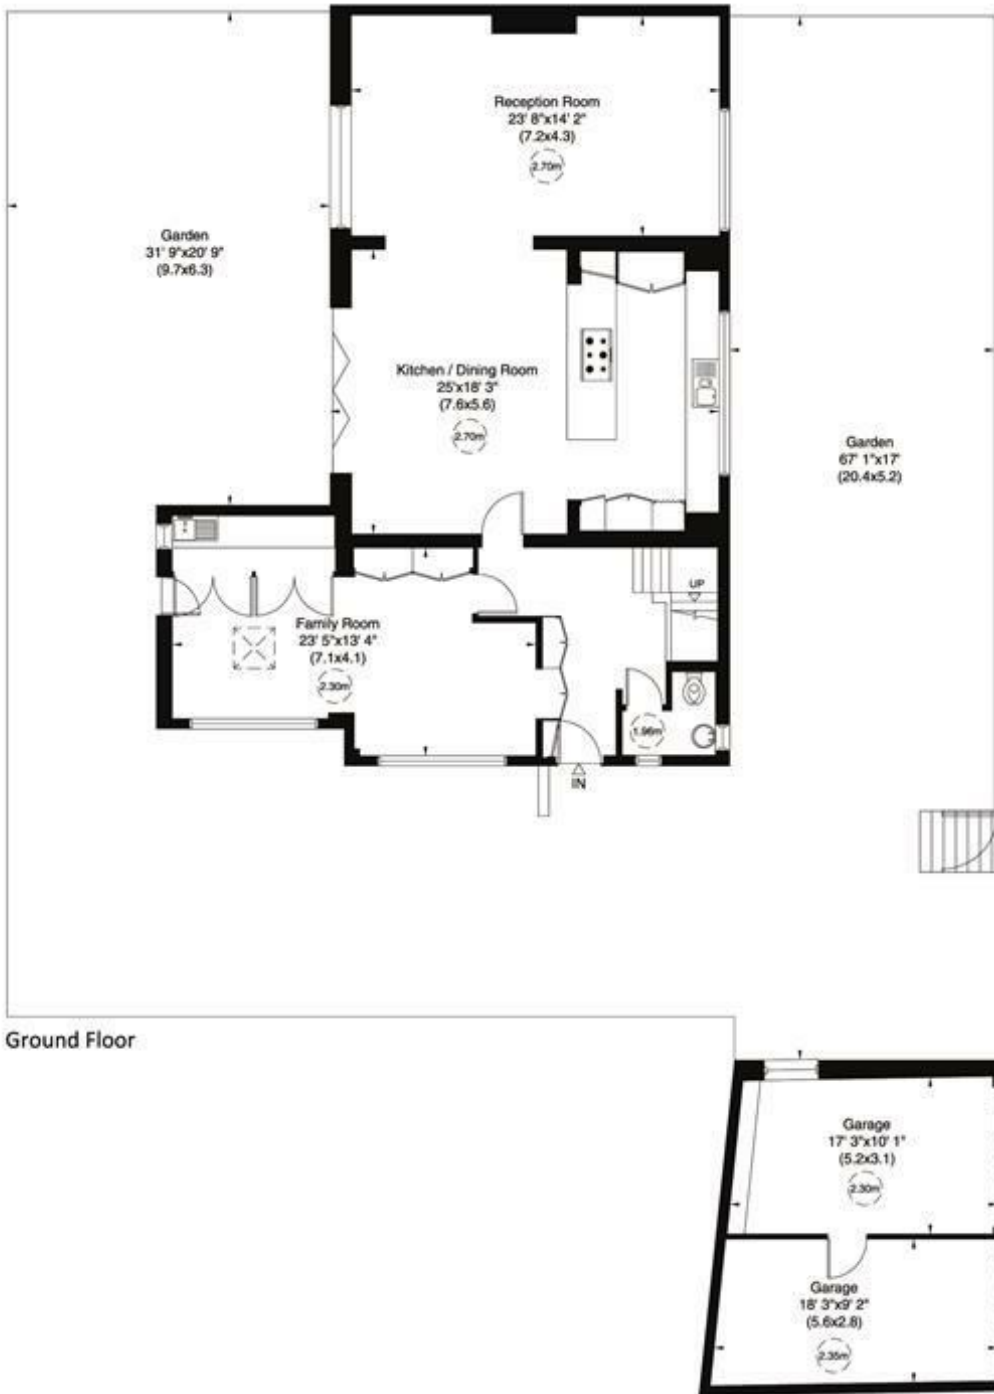 Reception Room
23' 8"x14' 2"
(7.2x4.3)
2.70m
Garden
31' 9"x20' 9"
(9.7x6.3)
Kitchen / Dining Room
25'x18' 3"
(7.6x5.6)
2.70m
Garden
67' 1"x17'
(20.4x5.2)
UP
Family Room
23' 5"x13' 4"
(7.1x4.1)
2.30m
1.96m
IN
Ground Floor
Garage
17' 3"x10' 1"
(5.2x3.1)
2.30m
Garage
18' 3"x9' 2"
(5.6x2.8)
2.35m